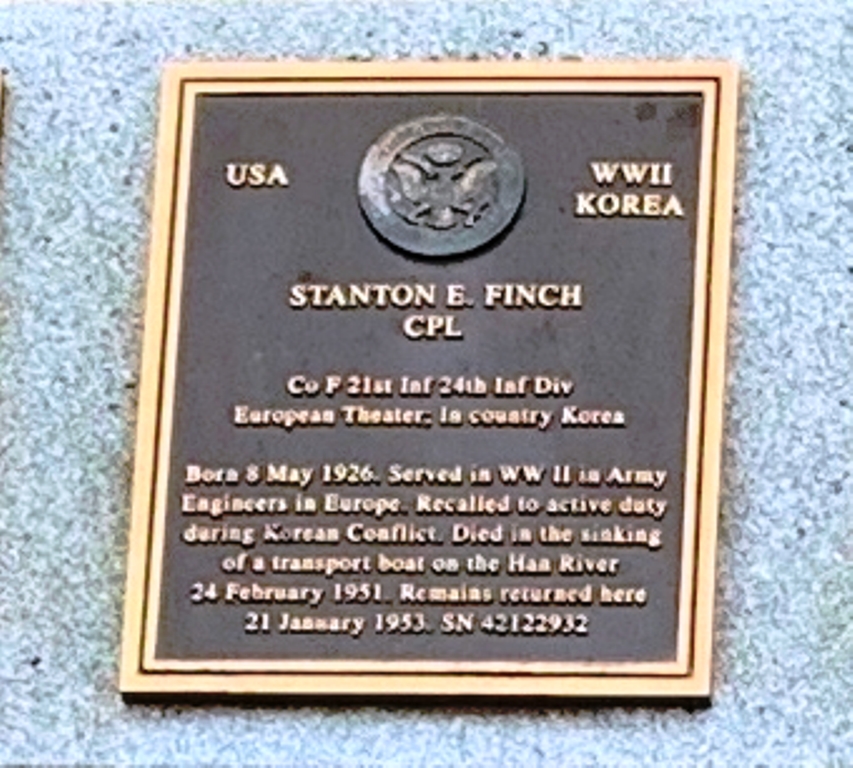 USA
WWII
KOREA
STANTON E. FINCH
CPL
Co F 21st Inf 24th Inf Div
European Theater; In country Korea
Born 8 May 1926. Served in WW II in Army
Engineers in Europe. Recalled to active duty
during Korean Conflict. Died in the sinking
of a transport boat on the Han River
24 February 1951. Remains returned here
21 January 1953. SN 42122932